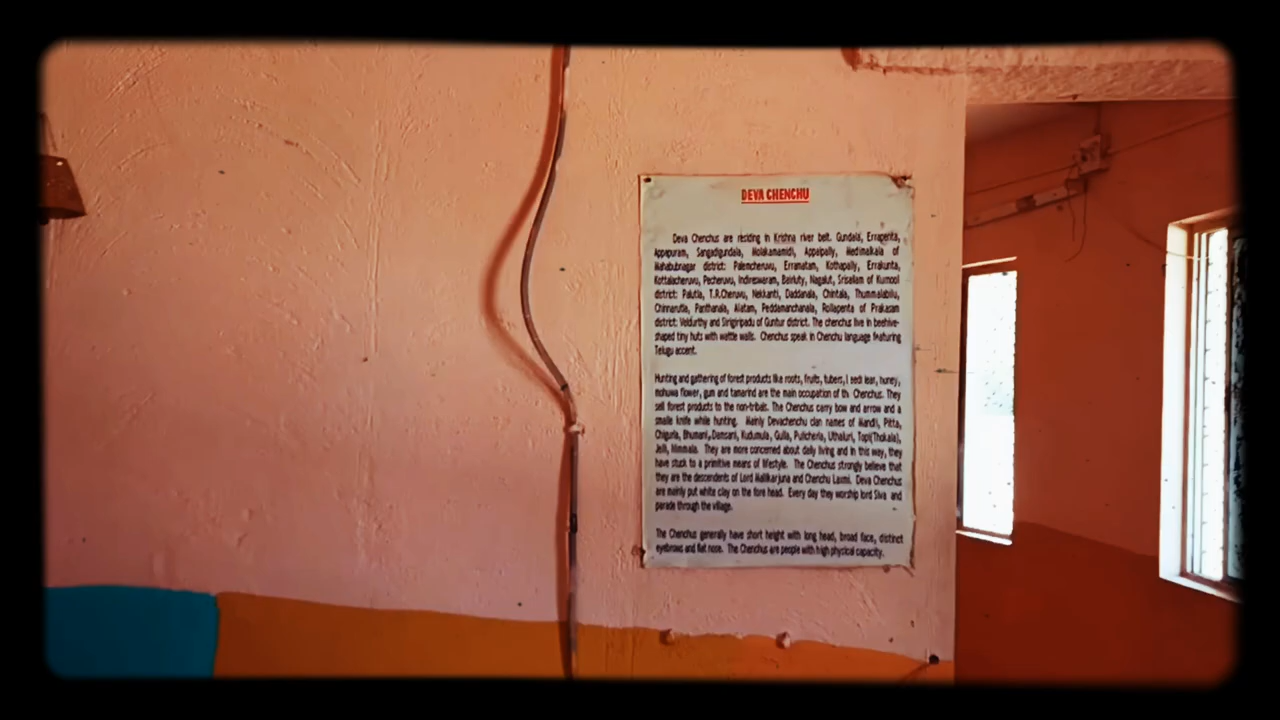 DEVA CHENCHU
Deva Chenchus are residing in Krishna river belt. Gundala, Errapenta,
Appapuram, Sangadigundala, Molakamamidi, Appaipally, Medimalkala of
Mahabubnagar district: Palemcheruvu, Erramatam, Kothapally, Errakunta,
Kottalacheruvu, Pecheruvu, Indireswaram, Bairluty, Nagalut, Srisailam of Kurnool
district: Palutla, T.R.Cheruvu, Nekkanti, Daddanala, Chintala, Thummalabilu,
Chinnarutla, Panthanala, Alatam, Peddamanchanala, Rollapenta of Prakasam
district: Veldurthy and Sirigiripadu of Guntur district. The chenchus live in beehive-
shaped tiny huts with wattle walls. Chenchus speak in Chenchu language featuring
Telugu accent.
Hunting and gathering of forest products like roots, fruits, tubers, leaf, honey,
mohuwa flower, gum and tamarind are the main occupation of th Chenchus. They
sell forest products to the non-tribals. The Chenchus carry bow and arrow and a
smalle knife while hunting. Mainly Devachenchu clan names of Mandli, Pitta,
Chigurla, Bhumani, Dansani, Kudumula, Gulla, Pulicherla, Uthaluri, Topi(Thokala),
Jelli, Nimmala. They are more concerned about daily living and in this way, they
have stuck to a primitive means of lifestyle. The Chenchus strongly believe that
they are the descendents of Lord Mallikarjuna and Chenchu Laxmi. Deva Chenchus
are mainly put white clay on the fore head. Every day they worship lord Siva and
parade through the village.
The Chenchus generally have short height with long head, broad face, distinct
eyebrows and flat nose. The Chenchus are people with high physical capacity.